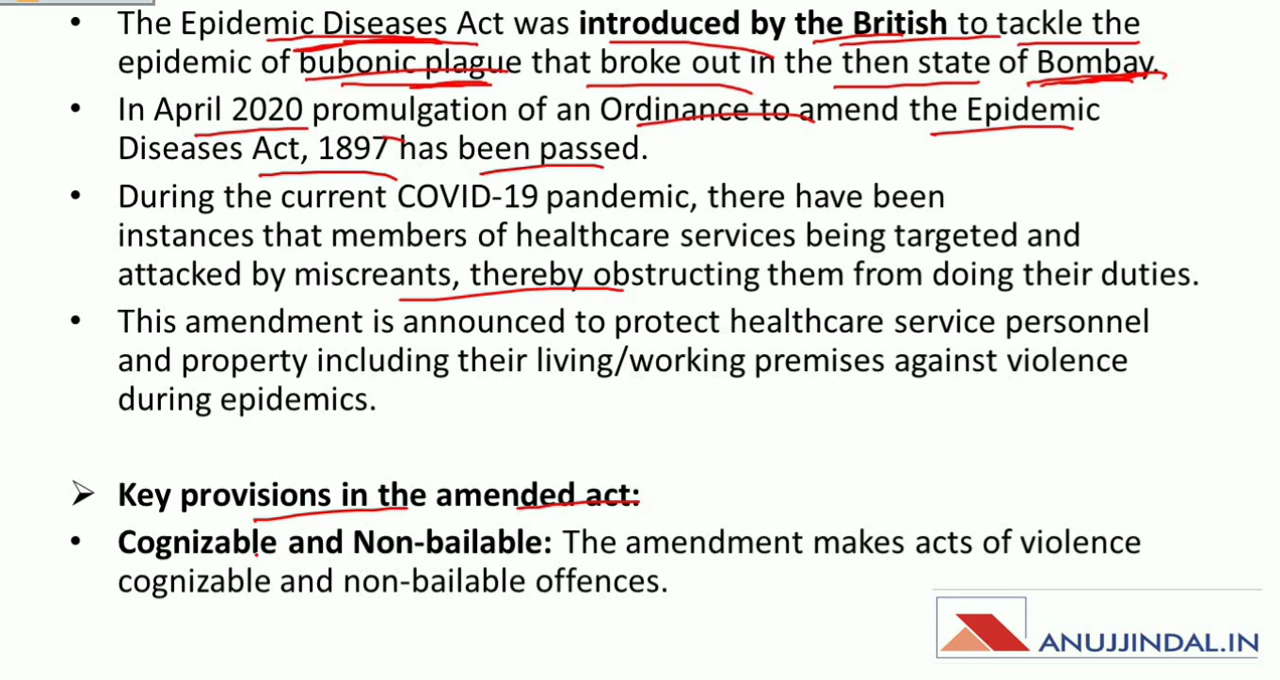 • The Epidemic Diseases Act was introduced by the British to tackle the
epidemic of bubonic plague that broke out in the then state of Bombay.
• In April 2020 promulgation of an Ordinance to amend the Epidemic
Diseases Act, 1897 has been passed.
• During the current COVID-19 pandemic, there have been
instances that members of healthcare services being targeted and
attacked by miscreants, thereby obstructing them from doing their duties.
• This amendment is announced to protect healthcare service personnel
and property including their living/working premises against violence
during epidemics.
➢ Key provisions in the amended act:
• Cognizable and Non-bailable: The amendment makes acts of violence
cognizable and non-bailable offences.
ANUJJINDAL.IN